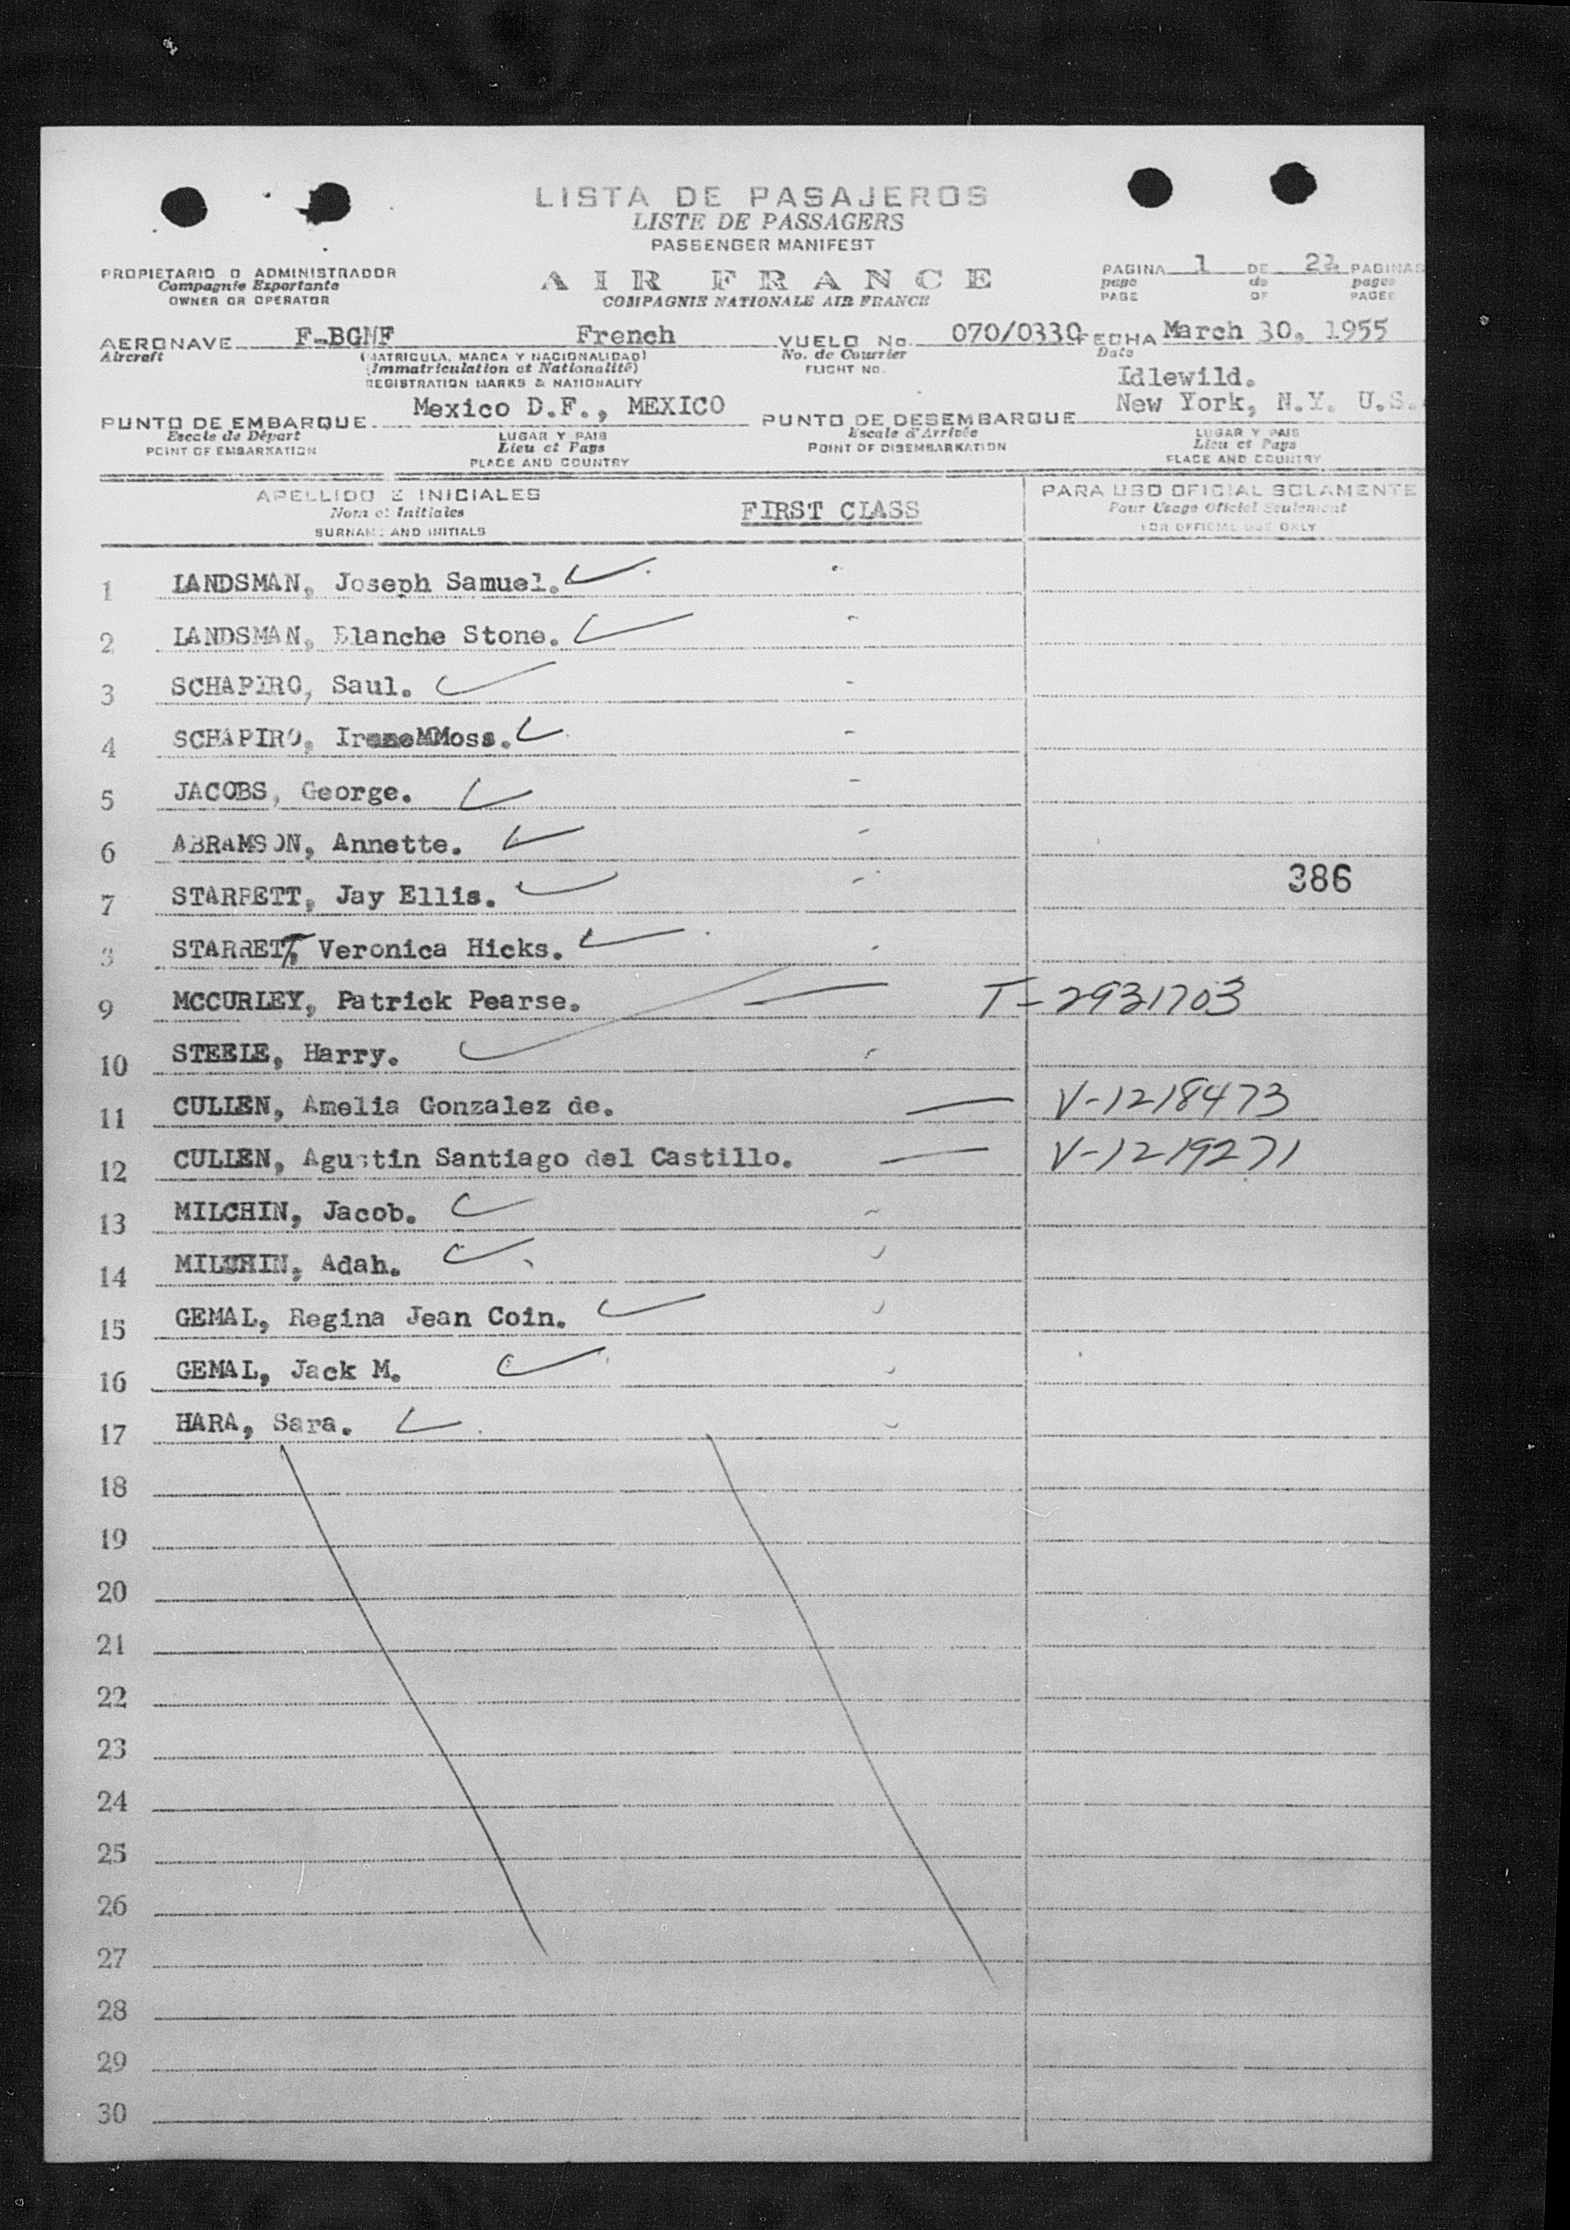 LISTA DE PASAJEROS
LISTE DE PASSAGERS
PASSENGER MANIFEST
PROPIETARIO O ADMINISTRADOR
Compagnie Exportante
OWNER OR OPERATOR
AIR FRANCE
COMPAGNIE NATIONALE AIR FRANCE
PAGINA 1 DE PAGINAS
page de pages
PAGE OF PAGES
AERONAVE F-BGNF French VUELO No. 070/0330 FECHA March 30, 1955
Aircraft (MATRICULA, MARCA Y NACIONALIDAD) No. de Courrier Date
(Immatriculation et Nationalité) FLIGHT NO.
REGISTRATION MARKS & NATIONALITY
Idlewild.
PUNTO DE EMBARQUE Mexico D.F., MEXICO PUNTO DE DESEMBARQUE New York, N.Y. U.S.
Escale de Départ LUGAR Y PAIS Escale d'Arrivée LUGAR Y PAIS
POINT OF EMBARKATION Lieu et Pays POINT OF DISEMBARKATION Lieu et Pays
PLACE AND COUNTRY PLACE AND COUNTRY
APELLIDO E INICIALES FIRST CLASS PARA USO OFICIAL SOLAMENTE
Nom et Initiales Pour Usage Officiel Seulement
SURNAME AND INITIALS FOR OFFICIAL USE ONLY
1 LANDSMAN, Joseph Samuel.
2 LANDSMAN, Blanche Stone.
3 SCHAPIRO, Saul.
4 SCHAPIRO, IreneMMoss.
5 JACOBS, George.
6 ABRAMSON, Annette.
7 STARRETT, Jay Ellis. 386
8 STARRETT, Veronica Hicks.
9 MCCURLEY, Patrick Pearse. T-2931703
10 STEELE, Harry.
11 CULLEN, Amelia Gonzalez de. V-1218473
12 CULLEN, Agustin Santiago del Castillo. V-1219271
13 MILCHIN, Jacob.
14 MILCHIN, Adah.
15 GEMAL, Regina Jean Coin.
16 GEMAL, Jack M.
17 HARA, Sara.
18
19
20
21
22
23
24
25
26
27
28
29
30